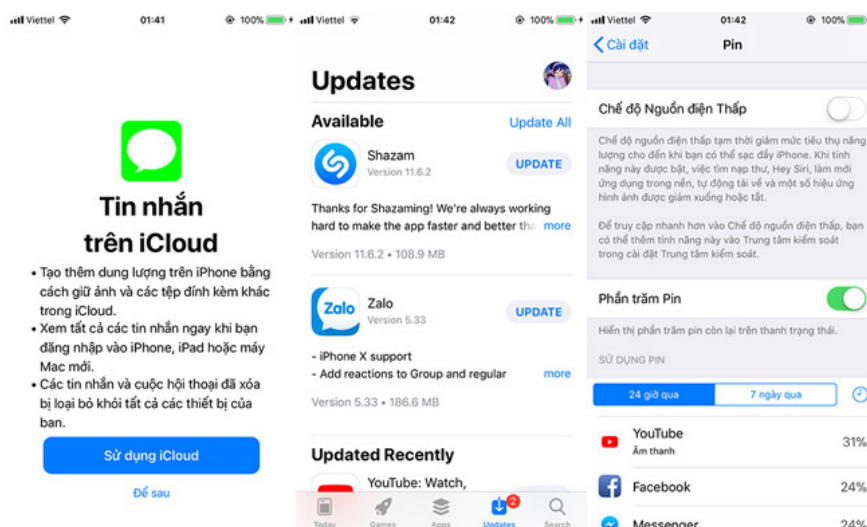 Viettel 01:41 100%
Tin nhắn
trên iCloud
• Tạo thêm dung lượng trên iPhone bằng
cách giữ ảnh và các tệp đính kèm khác
trong iCloud.
• Xem tất cả các tin nhắn ngay khi bạn
đăng nhập vào iPhone, iPad hoặc máy
Mac mới.
• Các tin nhắn và cuộc hội thoại đã xóa
bị loại bỏ khỏi tất cả các thiết bị của
bạn.
Sử dụng iCloud
Để sau
Viettel 01:42 100%
Updates
Available Update All
Shazam
Version 11.6.2
UPDATE
Thanks for Shazaming! We're always working
hard to make the app faster and better tha more
Version 11.6.2 • 108.9 MB
Zalo
Zalo
Version 5.33
UPDATE
- iPhone X support
- Add reactions to Group and regular more
Version 5.33 • 186.6 MB
Updated Recently
YouTube: Watch,
2
Today Games Apps Updates Search
Viettel 01:42 100%
Cài đặt Pin
Chế độ Nguồn điện Thấp
Chế độ nguồn điện thấp tạm thời giảm mức tiêu thụ năng
lượng cho đến khi bạn có thể sạc đầy iPhone. Khi tính
năng này được bật, việc tìm nạp thư, Hey Siri, làm mới
ứng dụng trong nền, tự động tải về và một số hiệu ứng
hình ảnh được giảm xuống hoặc tắt.
Để truy cập nhanh hơn vào Chế độ nguồn điện thấp, bạn
có thể thêm tính năng này vào Trung tâm kiểm soát
trong cài đặt Trung tâm kiểm soát.
Phần trăm Pin
Hiển thị phần trăm pin còn lại trên thanh trạng thái.
SỬ DỤNG PIN
24 giờ qua 7 ngày qua
YouTube 31%
Âm thanh
Facebook 24%
Messenger 24%